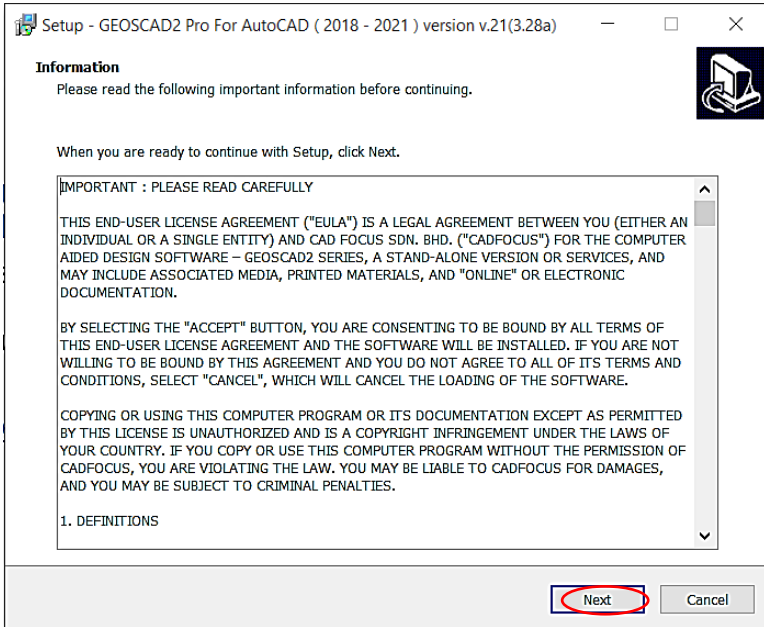 Setup - GEOSCAD2 Pro For AutoCAD ( 2018 - 2021 ) version v.21(3.28a)
Information
Please read the following important information before continuing.
When you are ready to continue with Setup, click Next.
IMPORTANT : PLEASE READ CAREFULLY
THIS END-USER LICENSE AGREEMENT ("EULA") IS A LEGAL AGREEMENT BETWEEN YOU (EITHER AN
INDIVIDUAL OR A SINGLE ENTITY) AND CAD FOCUS SDN. BHD. ("CADFOCUS") FOR THE COMPUTER
AIDED DESIGN SOFTWARE – GEOSCAD2 SERIES, A STAND-ALONE VERSION OR SERVICES, AND
MAY INCLUDE ASSOCIATED MEDIA, PRINTED MATERIALS, AND "ONLINE" OR ELECTRONIC
DOCUMENTATION.
BY SELECTING THE "ACCEPT" BUTTON, YOU ARE CONSENTING TO BE BOUND BY ALL TERMS OF
THIS END-USER LICENSE AGREEMENT AND THE SOFTWARE WILL BE INSTALLED. IF YOU ARE NOT
WILLING TO BE BOUND BY THIS AGREEMENT AND YOU DO NOT AGREE TO ALL OF ITS TERMS AND
CONDITIONS, SELECT "CANCEL", WHICH WILL CANCEL THE LOADING OF THE SOFTWARE.
COPYING OR USING THIS COMPUTER PROGRAM OR ITS DOCUMENTATION EXCEPT AS PERMITTED
BY THIS LICENSE IS UNAUTHORIZED AND IS A COPYRIGHT INFRINGEMENT UNDER THE LAWS OF
YOUR COUNTRY. IF YOU COPY OR USE THIS COMPUTER PROGRAM WITHOUT THE PERMISSION OF
CADFOCUS, YOU ARE VIOLATING THE LAW. YOU MAY BE LIABLE TO CADFOCUS FOR DAMAGES,
AND YOU MAY BE SUBJECT TO CRIMINAL PENALTIES.
1. DEFINITIONS
Next Cancel